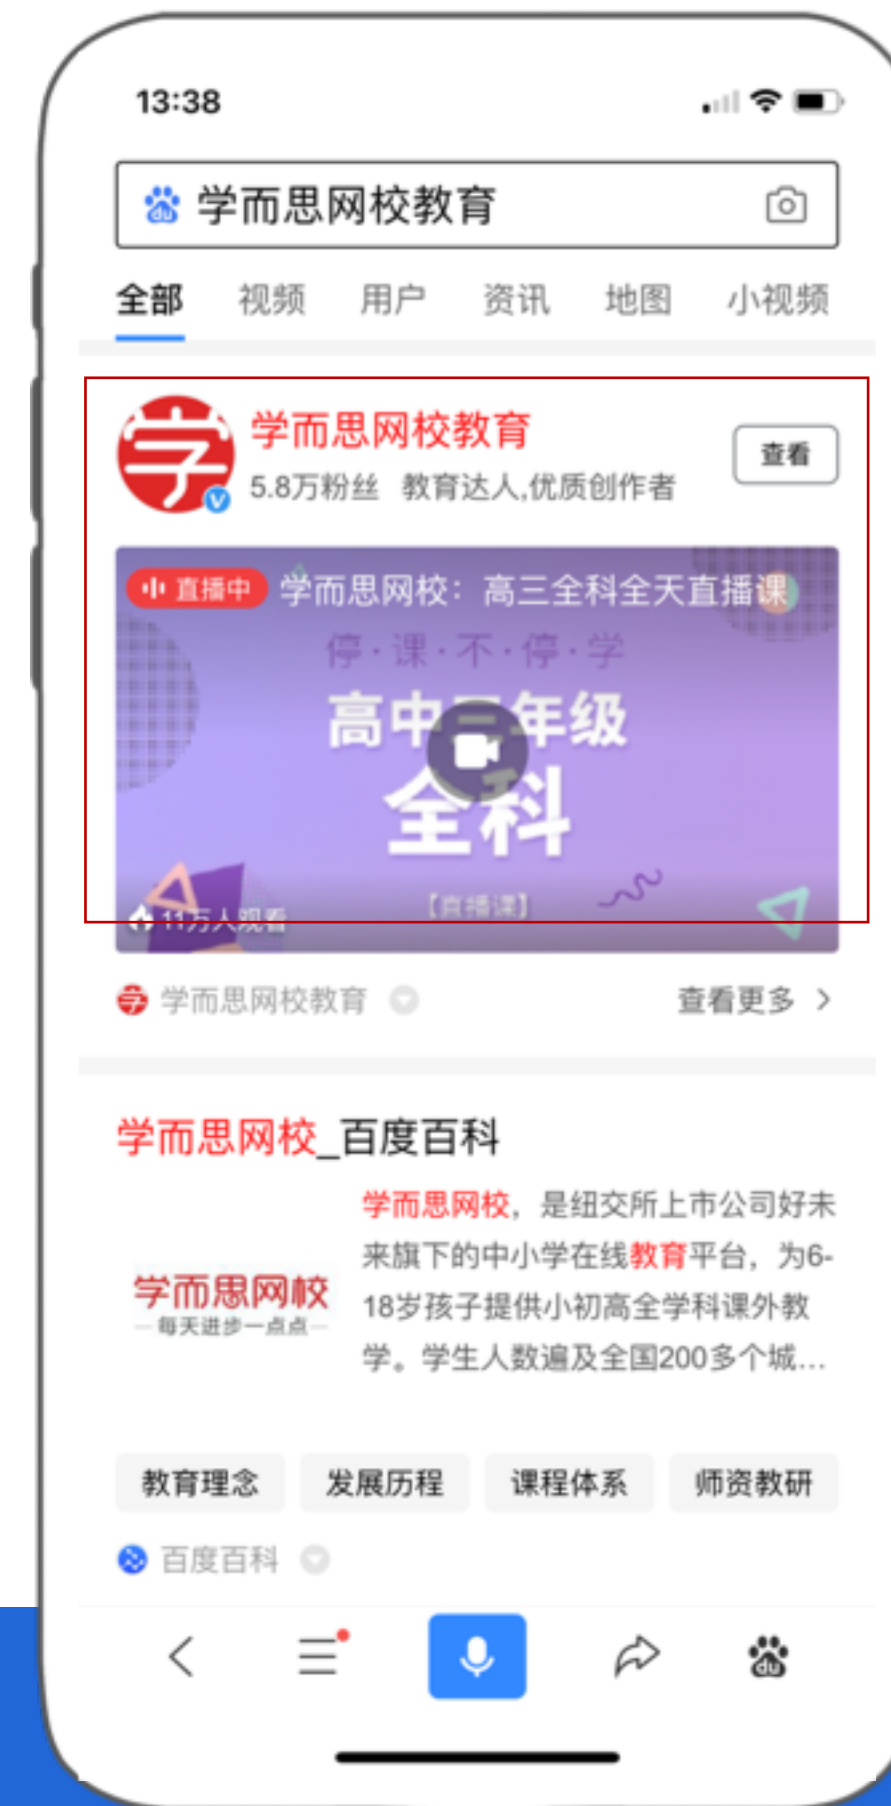 13:38
学而思网校教育
全部 视频 用户 资讯 地图 小视频
学
学而思网校教育
查看
5.8万粉丝 教育达人,优质创作者
直播中 学而思网校：高三全科全天直播课
停·课·不·停·学
高中三年级
全科
【直播课】
11万人观看
学而思网校教育
查看更多
学而思网校_百度百科
学而思网校，是纽交所上市公司好未
来旗下的中小学在线教育平台，为6-
18岁孩子提供小初高全学科课外教
学。学生人数遍及全国200多个城...
学而思网校
每天进步一点点
教育理念 发展历程 课程体系 师资教研
百度百科
du